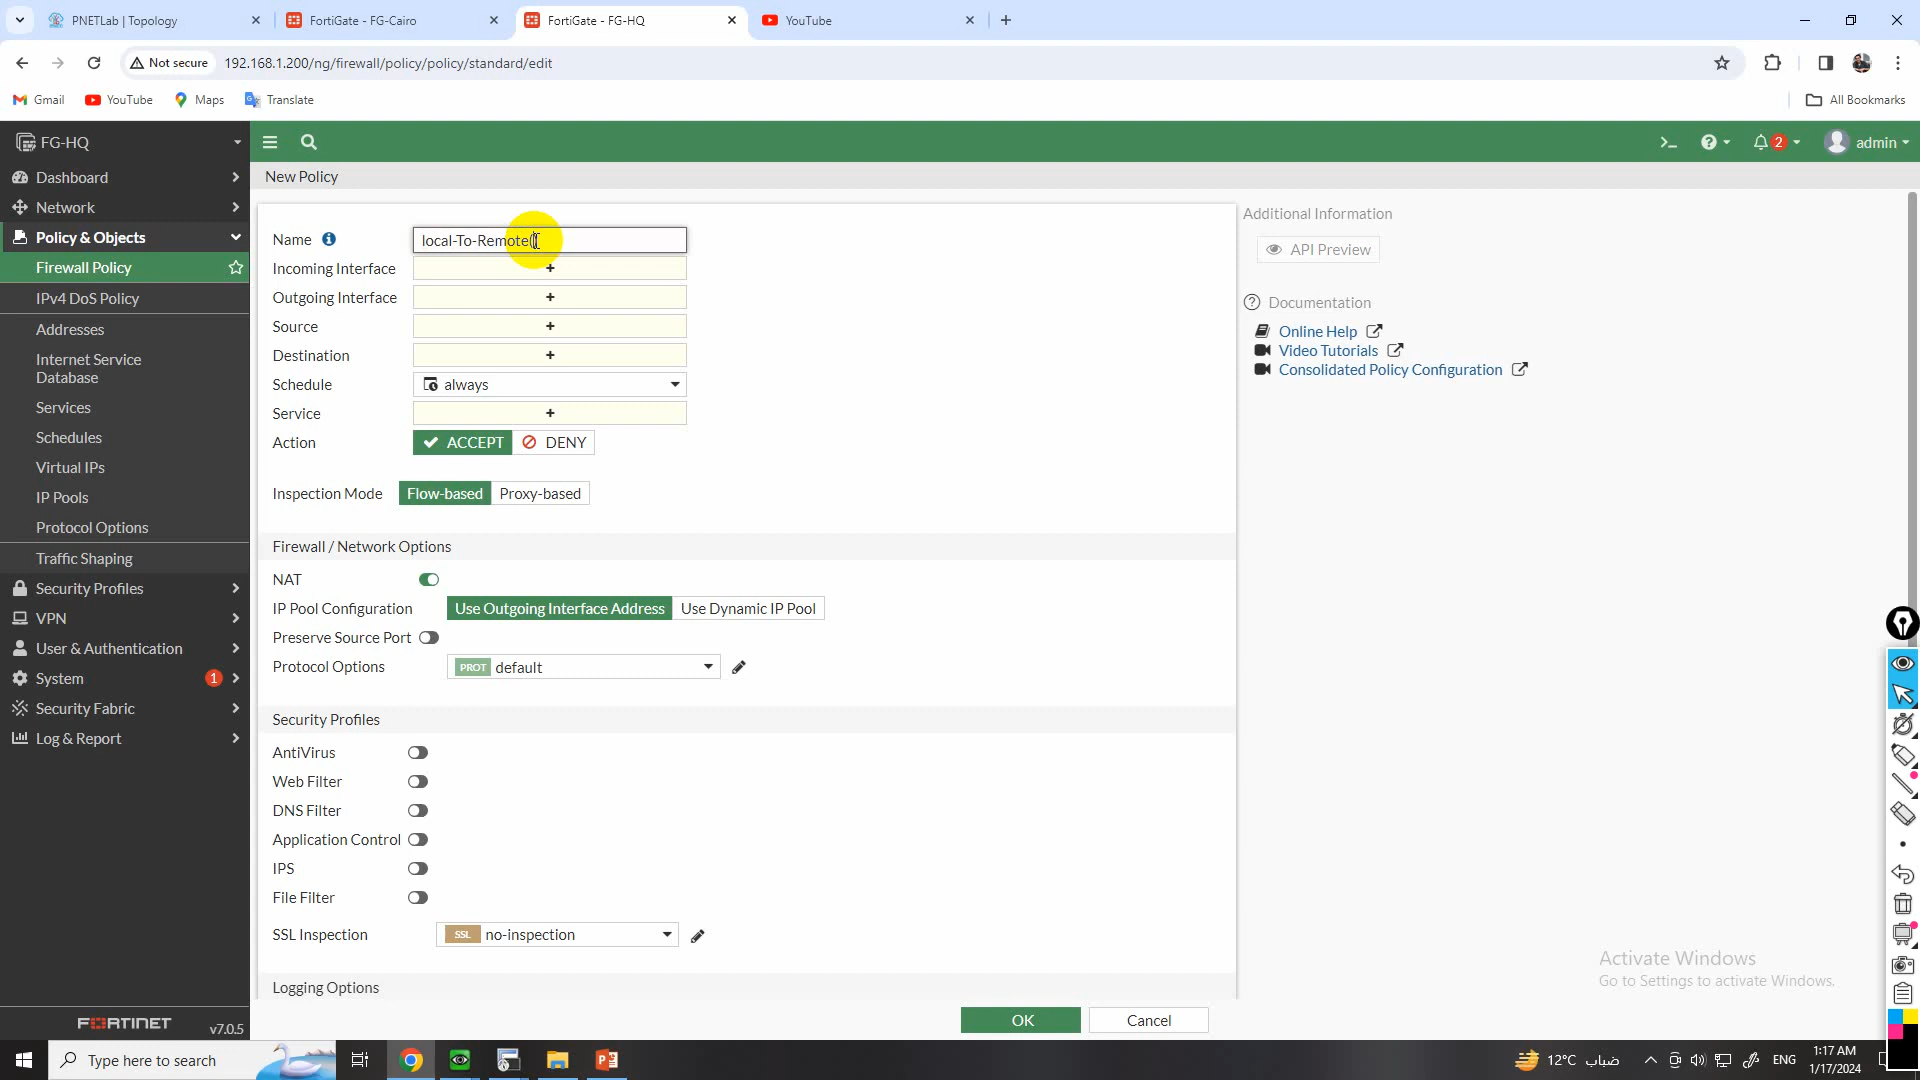 PNETLab | Topology
FortiGate - FG-Cairo
FortiGate - FG-HQ
YouTube
Not secure
192.168.1.200/ng/firewall/policy/policy/standard/edit
Gmail
YouTube
Maps
Translate
All Bookmarks
FG-HQ
2
admin
Dashboard
Network
Policy & Objects
Firewall Policy
IPv4 DoS Policy
Addresses
Internet Service
Database
Services
Schedules
Virtual IPs
IP Pools
Protocol Options
Traffic Shaping
Security Profiles
VPN
User & Authentication
System
1
Security Fabric
Log & Report
FORTINET
v7.0.5
New Policy
Name
local-To-Remote(
Incoming Interface
Outgoing Interface
Source
Destination
Schedule
always
Service
Action
ACCEPT
DENY
Inspection Mode
Flow-based
Proxy-based
Firewall / Network Options
NAT
IP Pool Configuration
Use Outgoing Interface Address
Use Dynamic IP Pool
Preserve Source Port
Protocol Options
PROT
default
Security Profiles
AntiVirus
Web Filter
DNS Filter
Application Control
IPS
File Filter
SSL Inspection
SSL
no-inspection
Logging Options
OK
Cancel
Additional Information
API Preview
Documentation
Online Help
Video Tutorials
Consolidated Policy Configuration
Activate Windows
Go to Settings to activate Windows.
Type here to search
12°C
ضباب
ENG
1:17 AM
1/17/2024